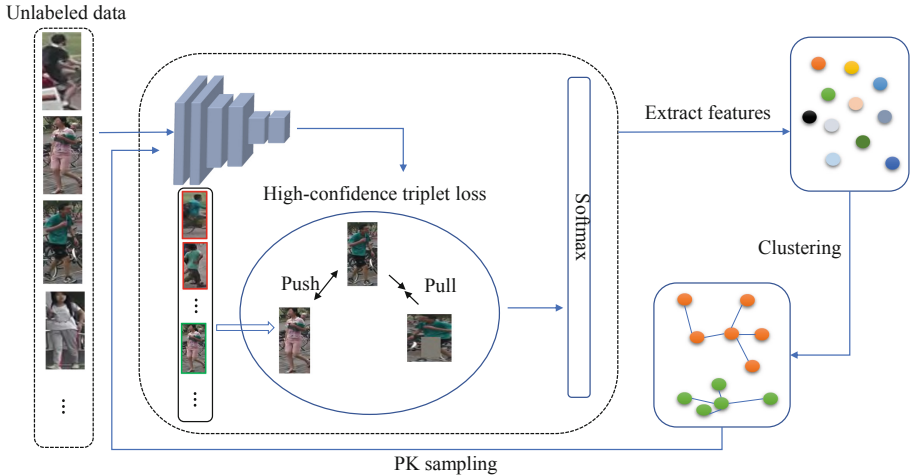 Unlabeled data
Extract features
High-confidence triplet loss
Softmax
Push
Pull
Clustering
PK sampling